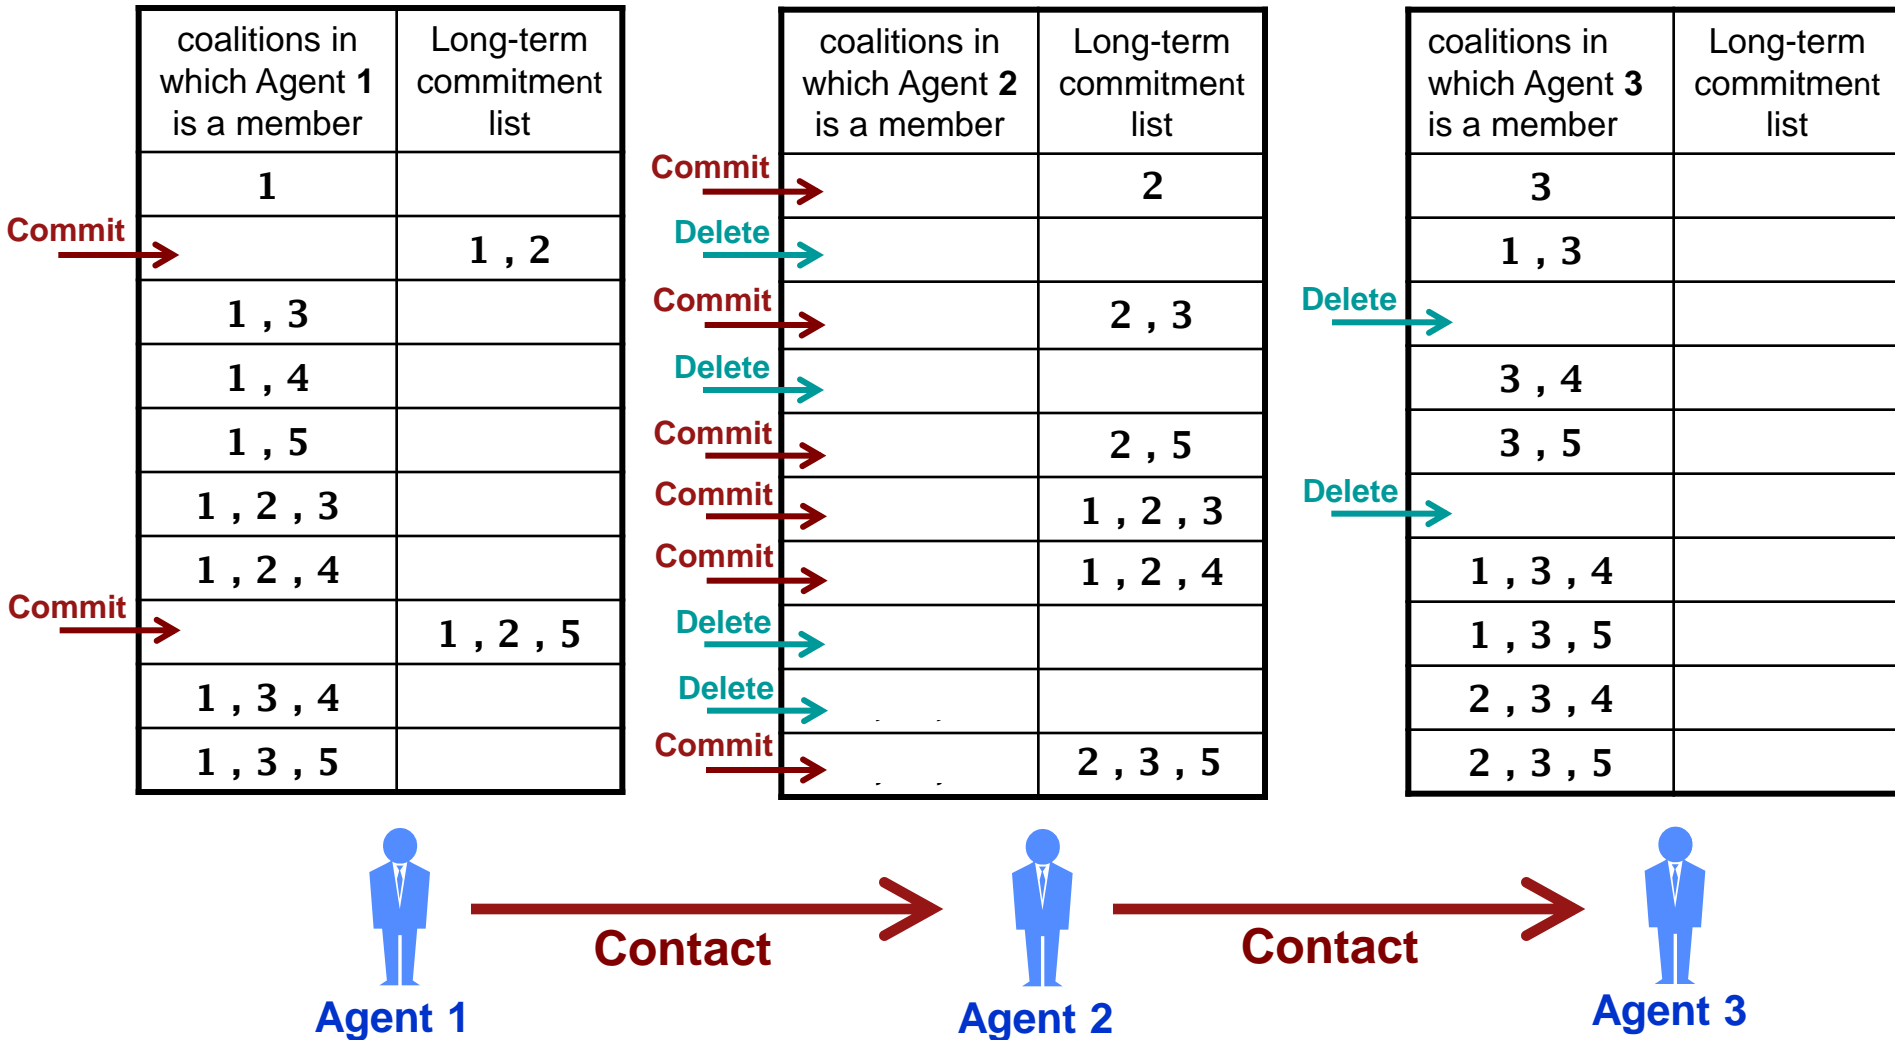 coalitions in
which Agent 1
is a member
Long-term
commitment
list
1
Commit
1 , 2
1 , 3
1 , 4
1 , 5
1 , 2 , 3
1 , 2 , 4
Commit
1 , 2 , 5
1 , 3 , 4
1 , 3 , 5
coalitions in
which Agent 2
is a member
Long-term
commitment
list
Commit
2
Delete
Commit
2 , 3
Delete
Commit
2 , 5
Commit
1 , 2 , 3
Commit
1 , 2 , 4
Delete
Delete
, ,
Commit
, ,
2 , 3 , 5
coalitions in
which Agent 3
is a member
Long-term
commitment
list
3
1 , 3
Delete
3 , 4
3 , 5
Delete
1 , 3 , 4
1 , 3 , 5
2 , 3 , 4
2 , 3 , 5
Contact
Contact
Agent 1
Agent 2
Agent 3